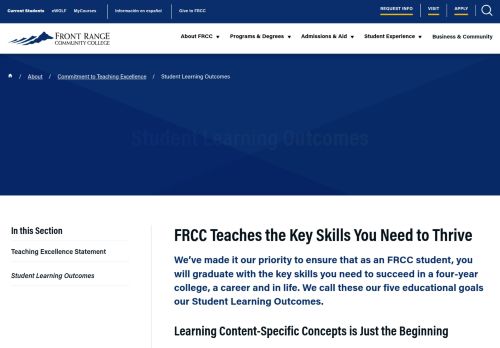 Current Students eWOLF MyCourses Información en español Give to FRCC REQUEST INFO VISIT APPLY
FRONT RANGE
COMMUNITY COLLEGE
About FRCC Programs & Degrees Admissions & Aid Student Experience Business & Community
/ About / Commitment to Teaching Excellence / Student Learning Outcomes
Student Learning Outcomes
In this Section
Teaching Excellence Statement
Student Learning Outcomes
FRCC Teaches the Key Skills You Need to Thrive
We’ve made it our priority to ensure that as an FRCC student, you
will graduate with the key skills you need to succeed in a four-year
college, a career and in life. We call these our five educational goals
our Student Learning Outcomes.
Learning Content-Specific Concepts is Just the Beginning